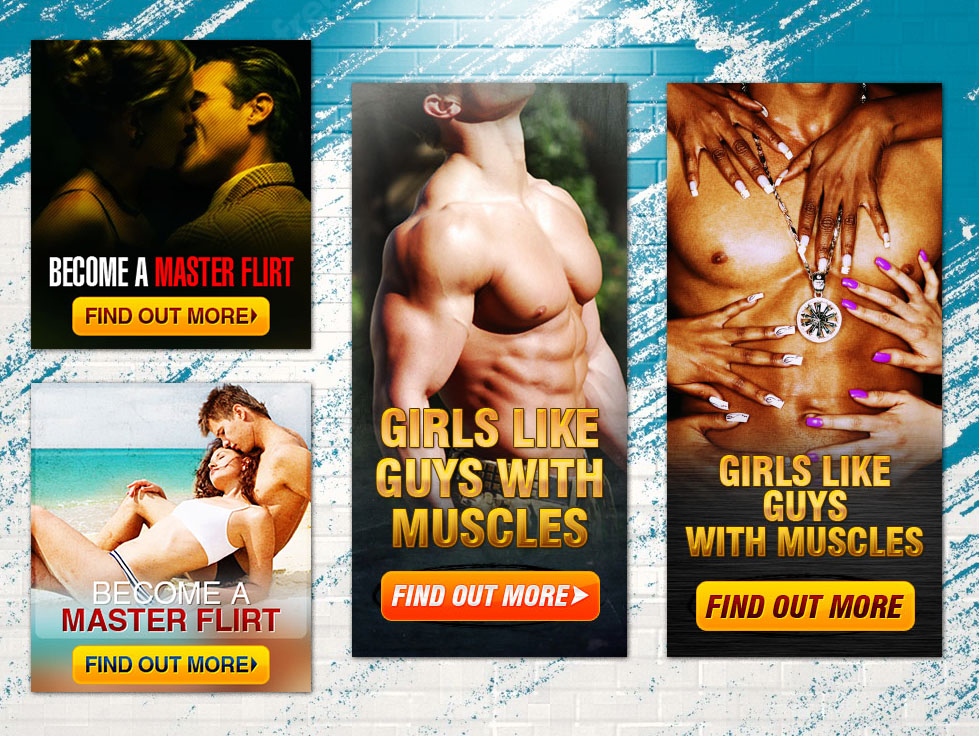 BECOME A MASTER FLIRT
FIND OUT MORE
BECOME A
MASTER FLIRT
FIND OUT MORE
GIRLS LIKE
GUYS WITH
MUSCLES
FIND OUT MORE
GIRLS LIKE
GUYS
WITH MUSCLES
FIND OUT MORE